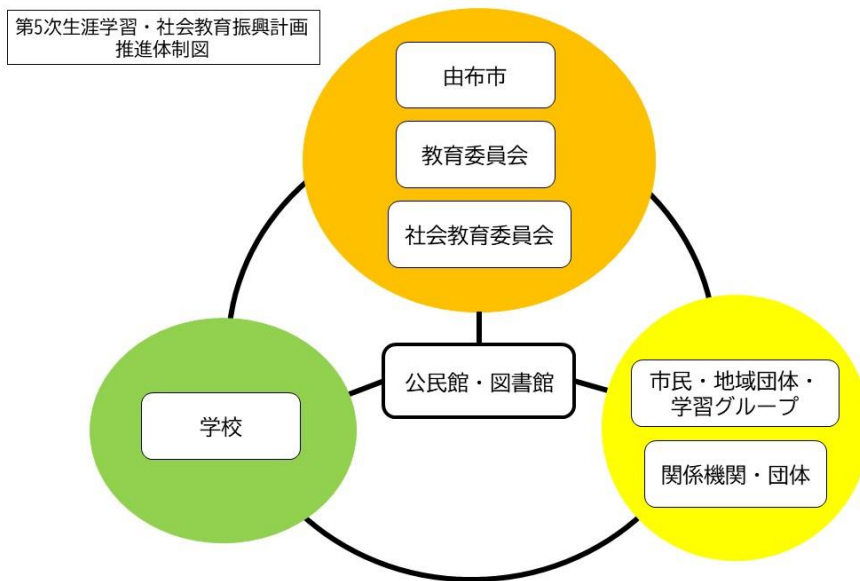 第5次生涯学習・社会教育振興計画
推進体制図
由布市
教育委員会
社会教育委員会
公民館・図書館
学校
市民・地域団体・
学習グループ
関係機関・団体